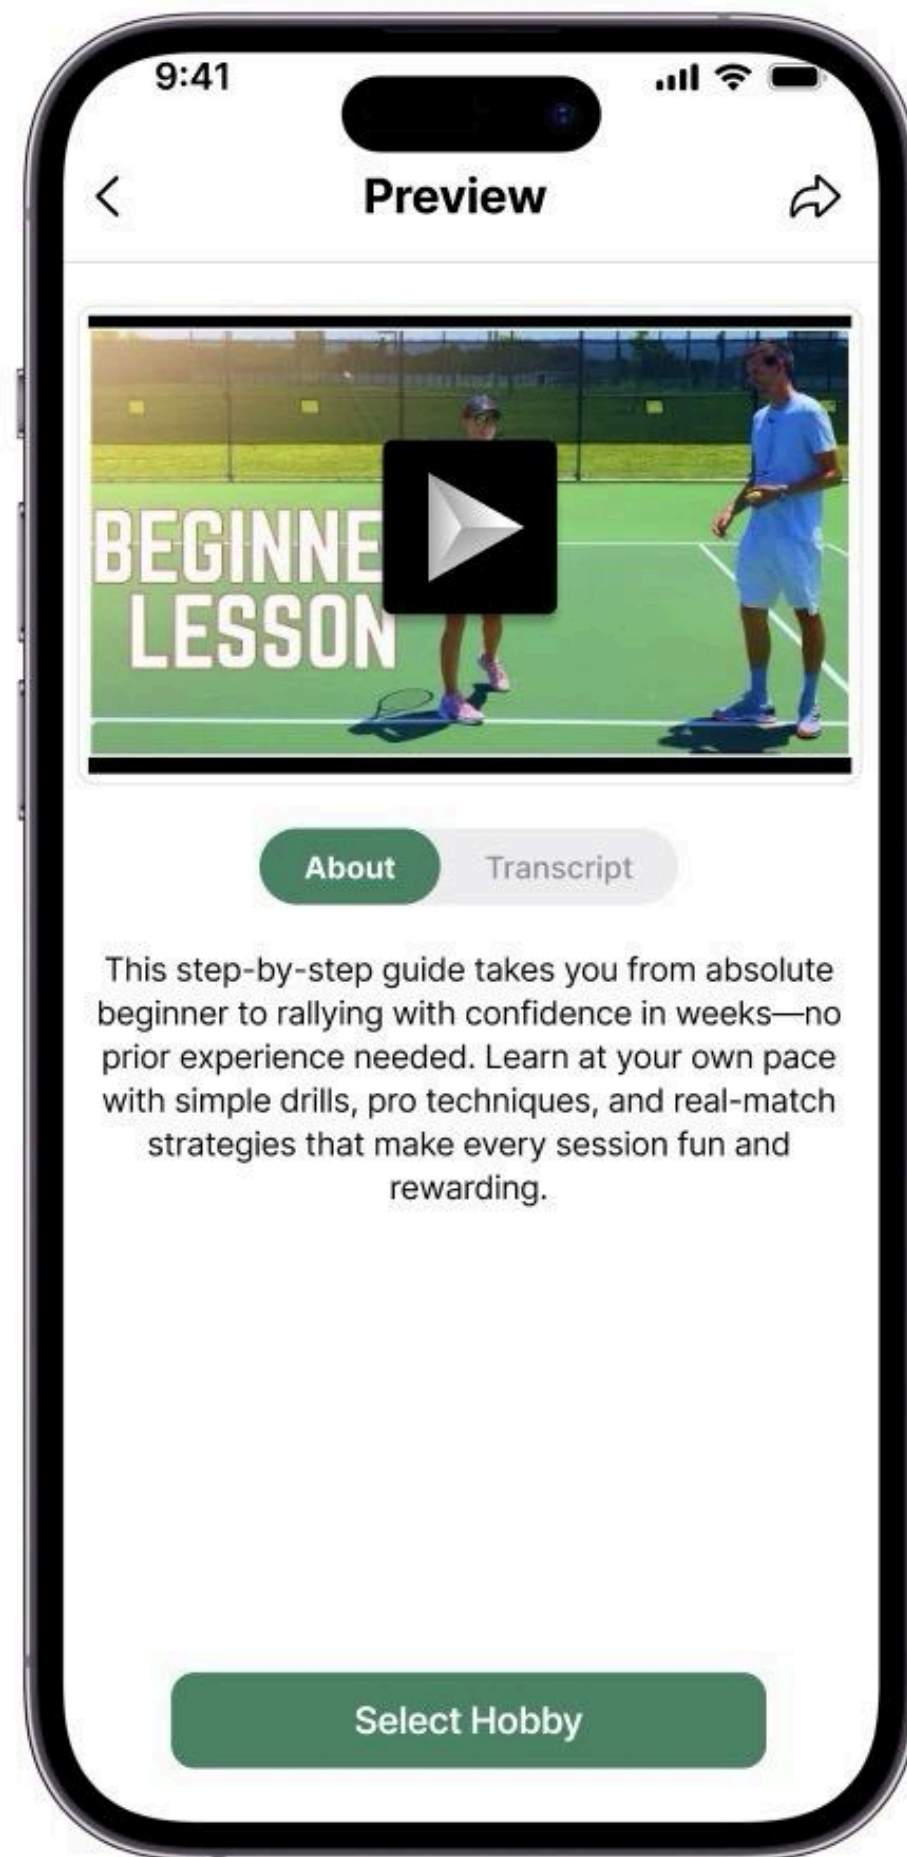 9:41
Preview
BEGINNE
LESSON
About
Transcript
This step-by-step guide takes you from absolute
beginner to rallying with confidence in weeks—no
prior experience needed. Learn at your own pace
with simple drills, pro techniques, and real-match
strategies that make every session fun and
rewarding.
Select Hobby